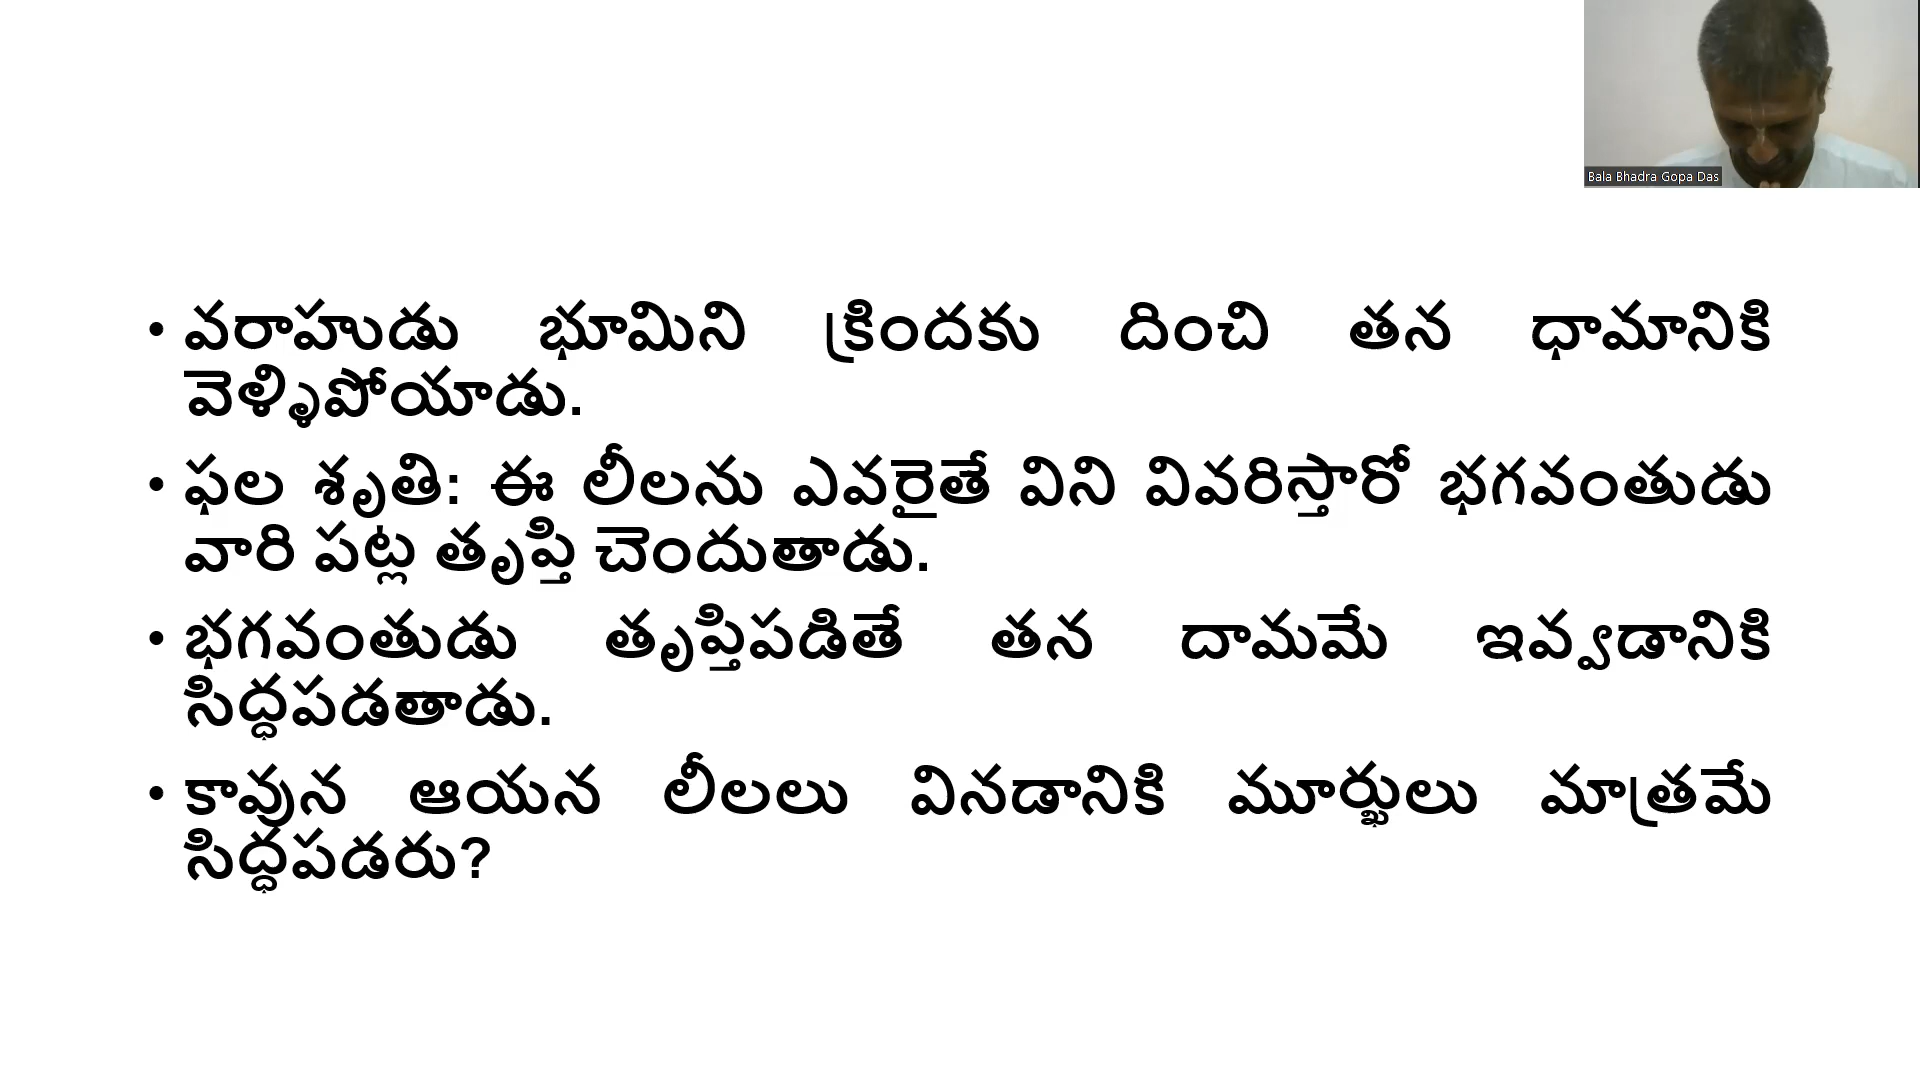 Bala Bhadra Gopa Das
• వరాహుడు భూమిని క్రిందకు దించి తన ధామానికి
వెళ్ళిపోయాడు.
• ఫల శృతి: ఈ లీలను ఎవరైతే విని వివరిస్తారో భగవంతుడు
వారి పట్ల తృప్తి చెందుతాడు.
• భగవంతుడు తృప్తిపడితే తన దామమే ఇవ్వడానికి
సిద్ధపడతాడు.
• కావున ఆయన లీలలు వినడానికి మూర్ఖులు మాత్రమే
సిద్ధపడరు?